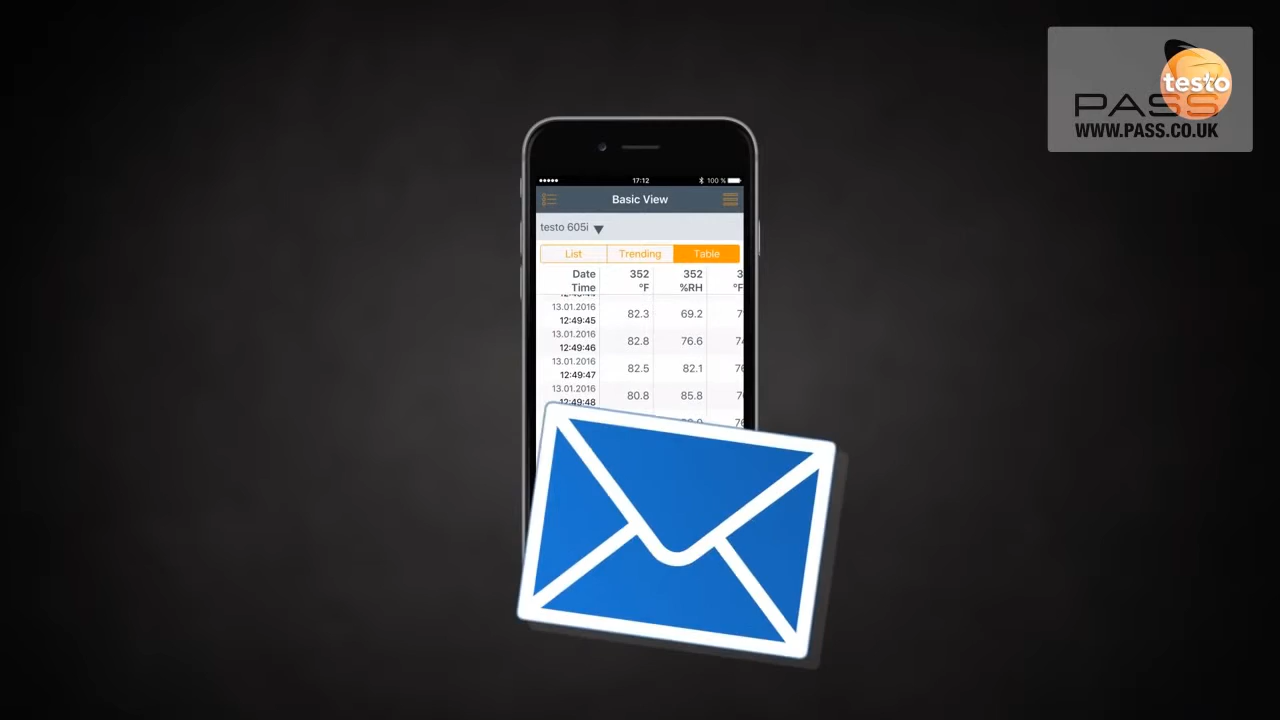 testo
PASS
WWW.PASS.CO.UK
17:12
100 %
Basic View
testo 605i
List Trending Table
Date 352 352
Time °F %RH °F
13.01.2016
12:49:45 82.3 69.2
13.01.2016
12:49:46 82.8 76.6
13.01.2016
12:49:47 82.5 82.1
13.01.2016
12:49:48 80.8 85.8